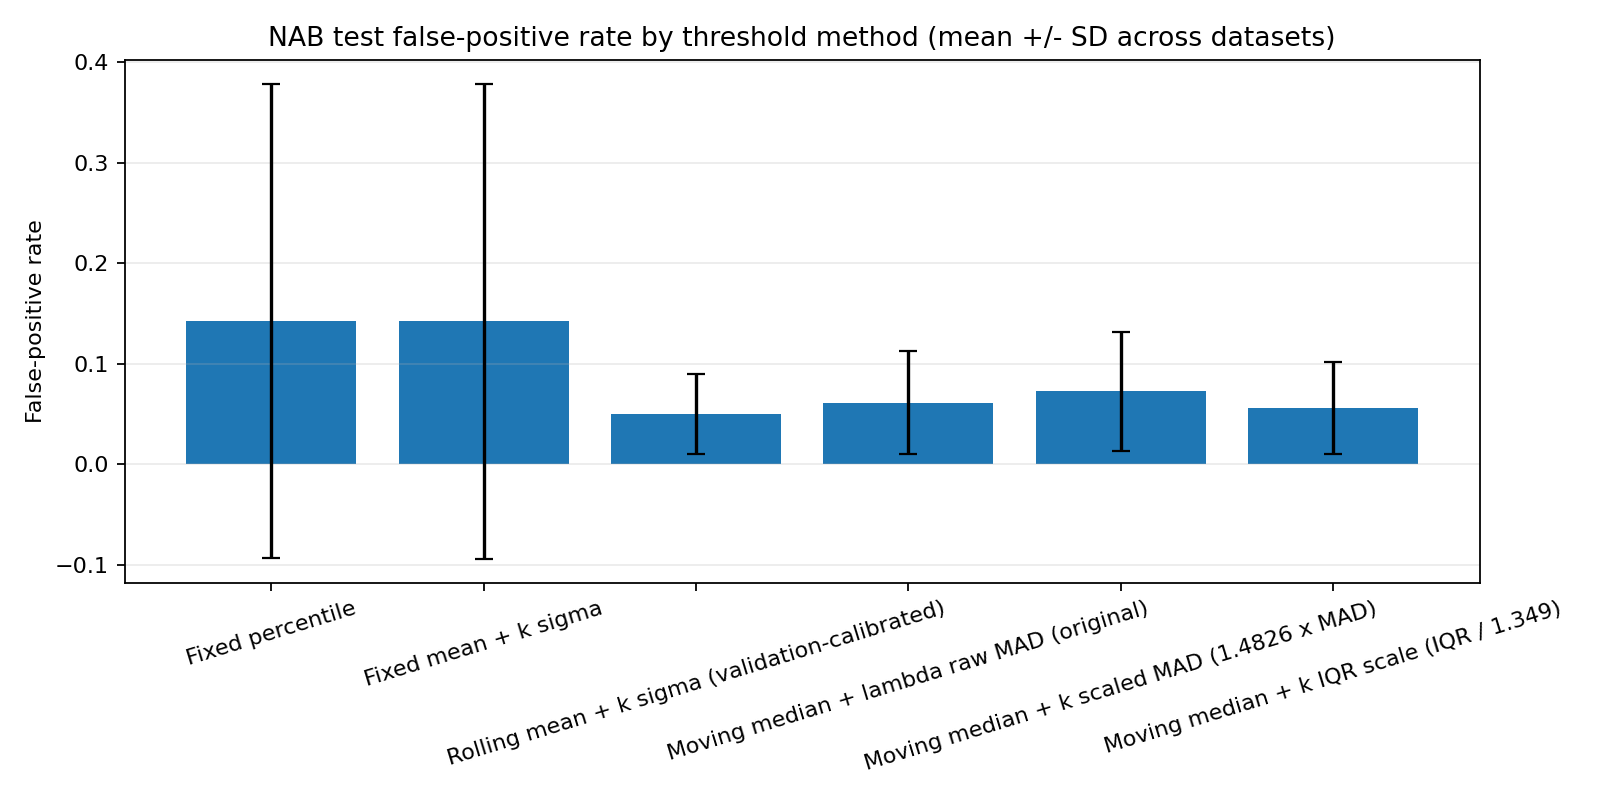 NAB test false-positive rate by threshold method (mean +/- SD across datasets)
False-positive rate
0.4
0.3
0.2
0.1
0.0
−0.1
Fixed percentile
Fixed mean + k sigma
Rolling mean + k sigma (validation-calibrated)
Moving median + lambda raw MAD (original)
Moving median + k scaled MAD (1.4826 x MAD)
Moving median + k IQR scale (IQR / 1.349)